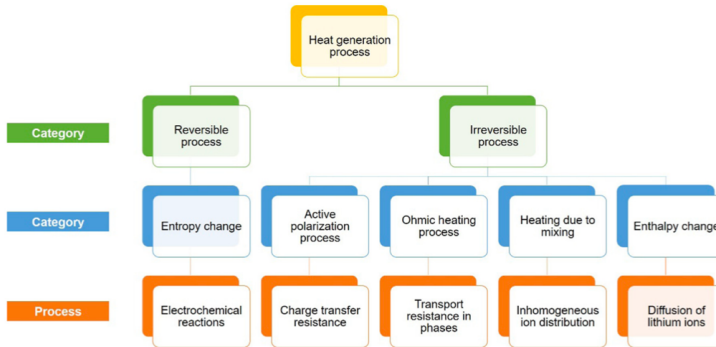 Heat generation
process
Category
Reversible
process
Irreversible
process
Category
Entropy change
Active
polarization
process
Ohmic heating
process
Heating due to
mixing
Enthalpy change
Process
Electrochemical
reactions
Charge transfer
resistance
Transport
resistance in
phases
Inhomogeneous
ion distribution
Diffusion of
lithium ions